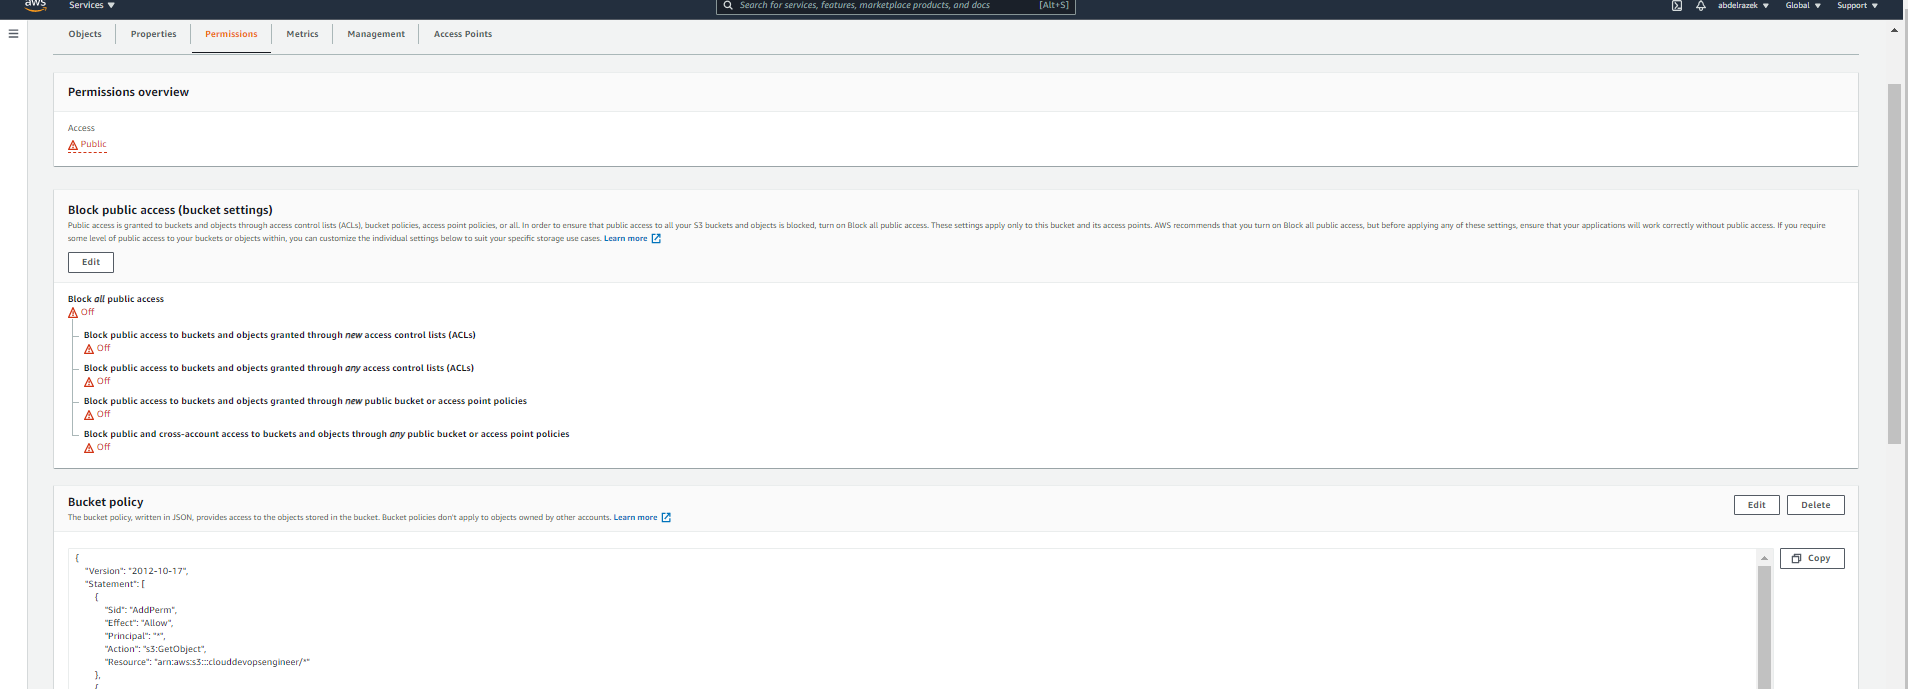 aws
Services ▼
Search for services, features, marketplace products, and docs
[Alt+S]
abdelrazek ▼
Global ▼
Support ▼
Objects
Properties
Permissions
Metrics
Management
Access Points
Permissions overview
Access
Public
Block public access (bucket settings)
Public access is granted to buckets and objects through access control lists (ACLs), bucket policies, access point policies, or all. In order to ensure that public access to all your S3 buckets and objects is blocked, turn on Block all public access. These settings apply only to this bucket and its access points. AWS recommends that you turn on Block all public access, but before applying any of these settings, ensure that your applications will work correctly without public access. If you require
some level of public access to your buckets or objects within, you can customize the individual settings below to suit your specific storage use cases. Learn more
Edit
Block all public access
Off
Block public access to buckets and objects granted through new access control lists (ACLs)
Off
Block public access to buckets and objects granted through any access control lists (ACLs)
Off
Block public access to buckets and objects granted through new public bucket or access point policies
Off
Block public and cross-account access to buckets and objects through any public bucket or access point policies
Off
Bucket policy
Edit
Delete
The bucket policy, written in JSON, provides access to the objects stored in the bucket. Bucket policies don't apply to objects owned by other accounts. Learn more
Copy
{
"Version": "2012-10-17",
"Statement": [
{
"Sid": "AddPerm",
"Effect": "Allow",
"Principal": "*",
"Action": "s3:GetObject",
"Resource": "arn:aws:s3:::clouddevopsengineer/*"
},
{